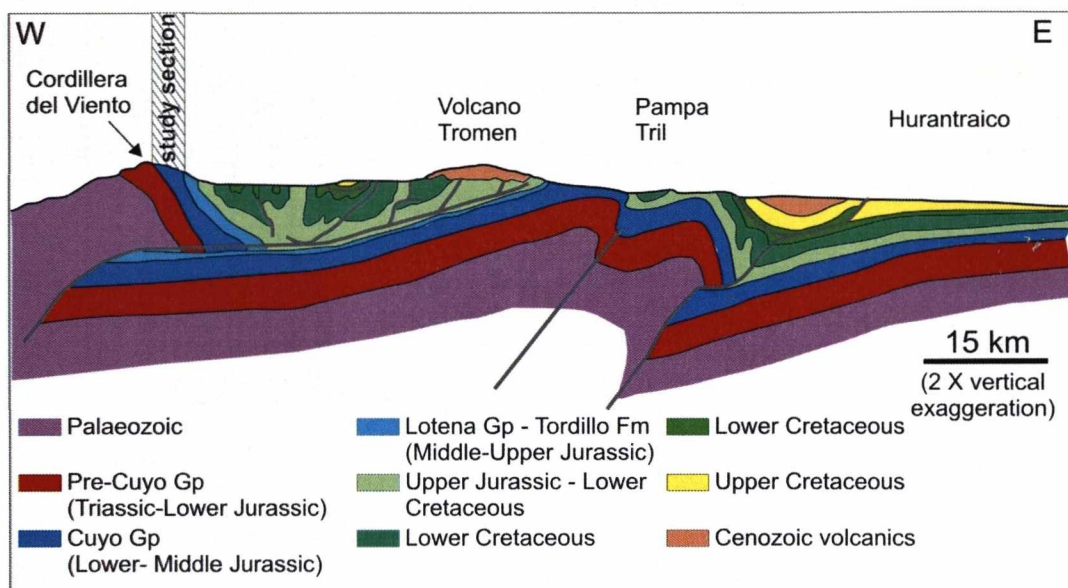 W
E
study section
Cordillera
del Viento
Volcano
Tromen
Pampa
Tril
Hurantraico
15 km
(2 X vertical
exaggeration)
Palaeozoic
Pre-Cuyo Gp
(Triassic-Lower Jurassic)
Cuyo Gp
(Lower- Middle Jurassic)
Lotena Gp - Tordillo Fm
(Middle-Upper Jurassic)
Upper Jurassic - Lower
Cretaceous
Lower Cretaceous
Lower Cretaceous
Upper Cretaceous
Cenozoic volcanics